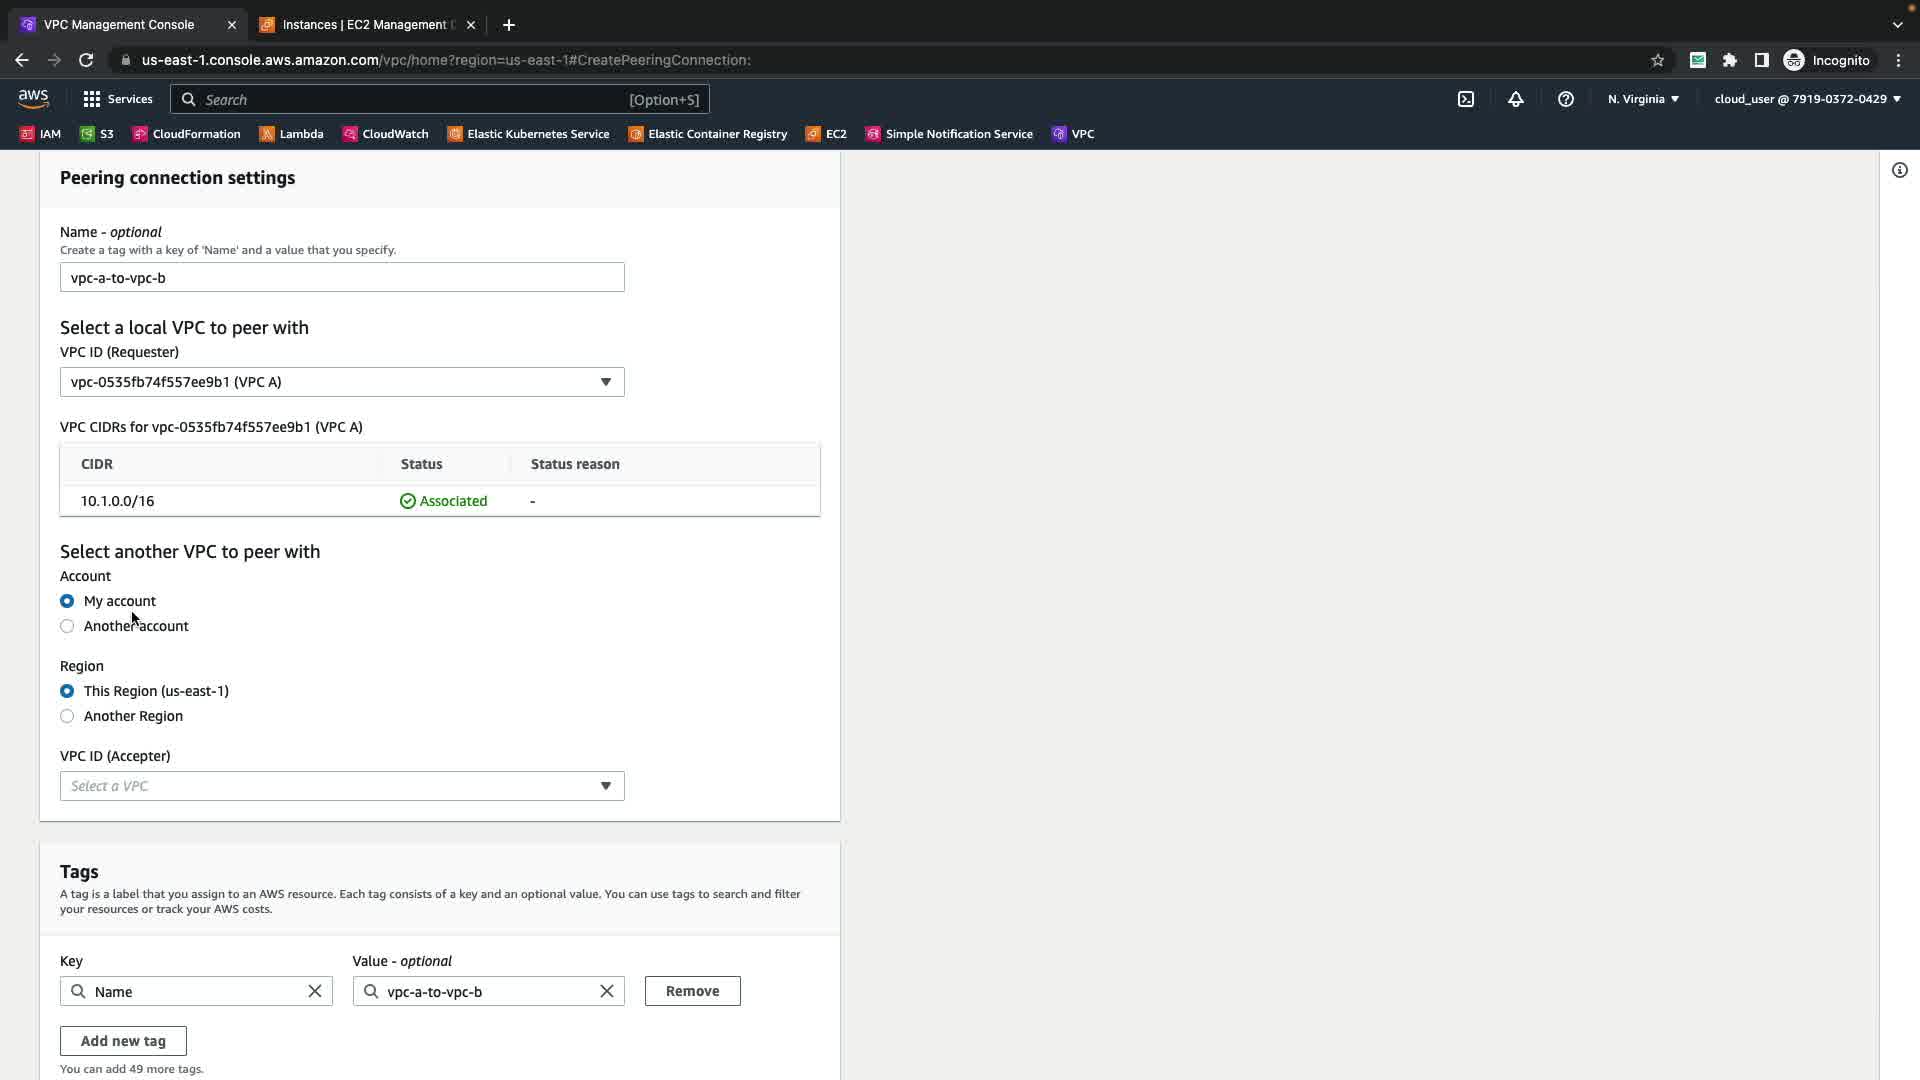 VPC Management Console
Instances | EC2 Management
us-east-1.console.aws.amazon.com/vpc/home?region=us-east-1#CreatePeeringConnection:
Incognito
aws
Services
Search
[Option+S]
N. Virginia
cloud_user @ 7919-0372-0429
IAM
S3
CloudFormation
Lambda
CloudWatch
Elastic Kubernetes Service
Elastic Container Registry
EC2
Simple Notification Service
VPC
Peering connection settings
Name - optional
Create a tag with a key of 'Name' and a value that you specify.
vpc-a-to-vpc-b
Select a local VPC to peer with
VPC ID (Requester)
vpc-0535fb74f557ee9b1 (VPC A)
VPC CIDRs for vpc-0535fb74f557ee9b1 (VPC A)
CIDR Status Status reason
10.1.0.0/16 Associated -
Select another VPC to peer with
Account
My account
Another account
Region
This Region (us-east-1)
Another Region
VPC ID (Accepter)
Select a VPC
Tags
A tag is a label that you assign to an AWS resource. Each tag consists of a key and an optional value. You can use tags to search and filter
your resources or track your AWS costs.
Key
Value - optional
Name
vpc-a-to-vpc-b
Remove
Add new tag
You can add 49 more tags.